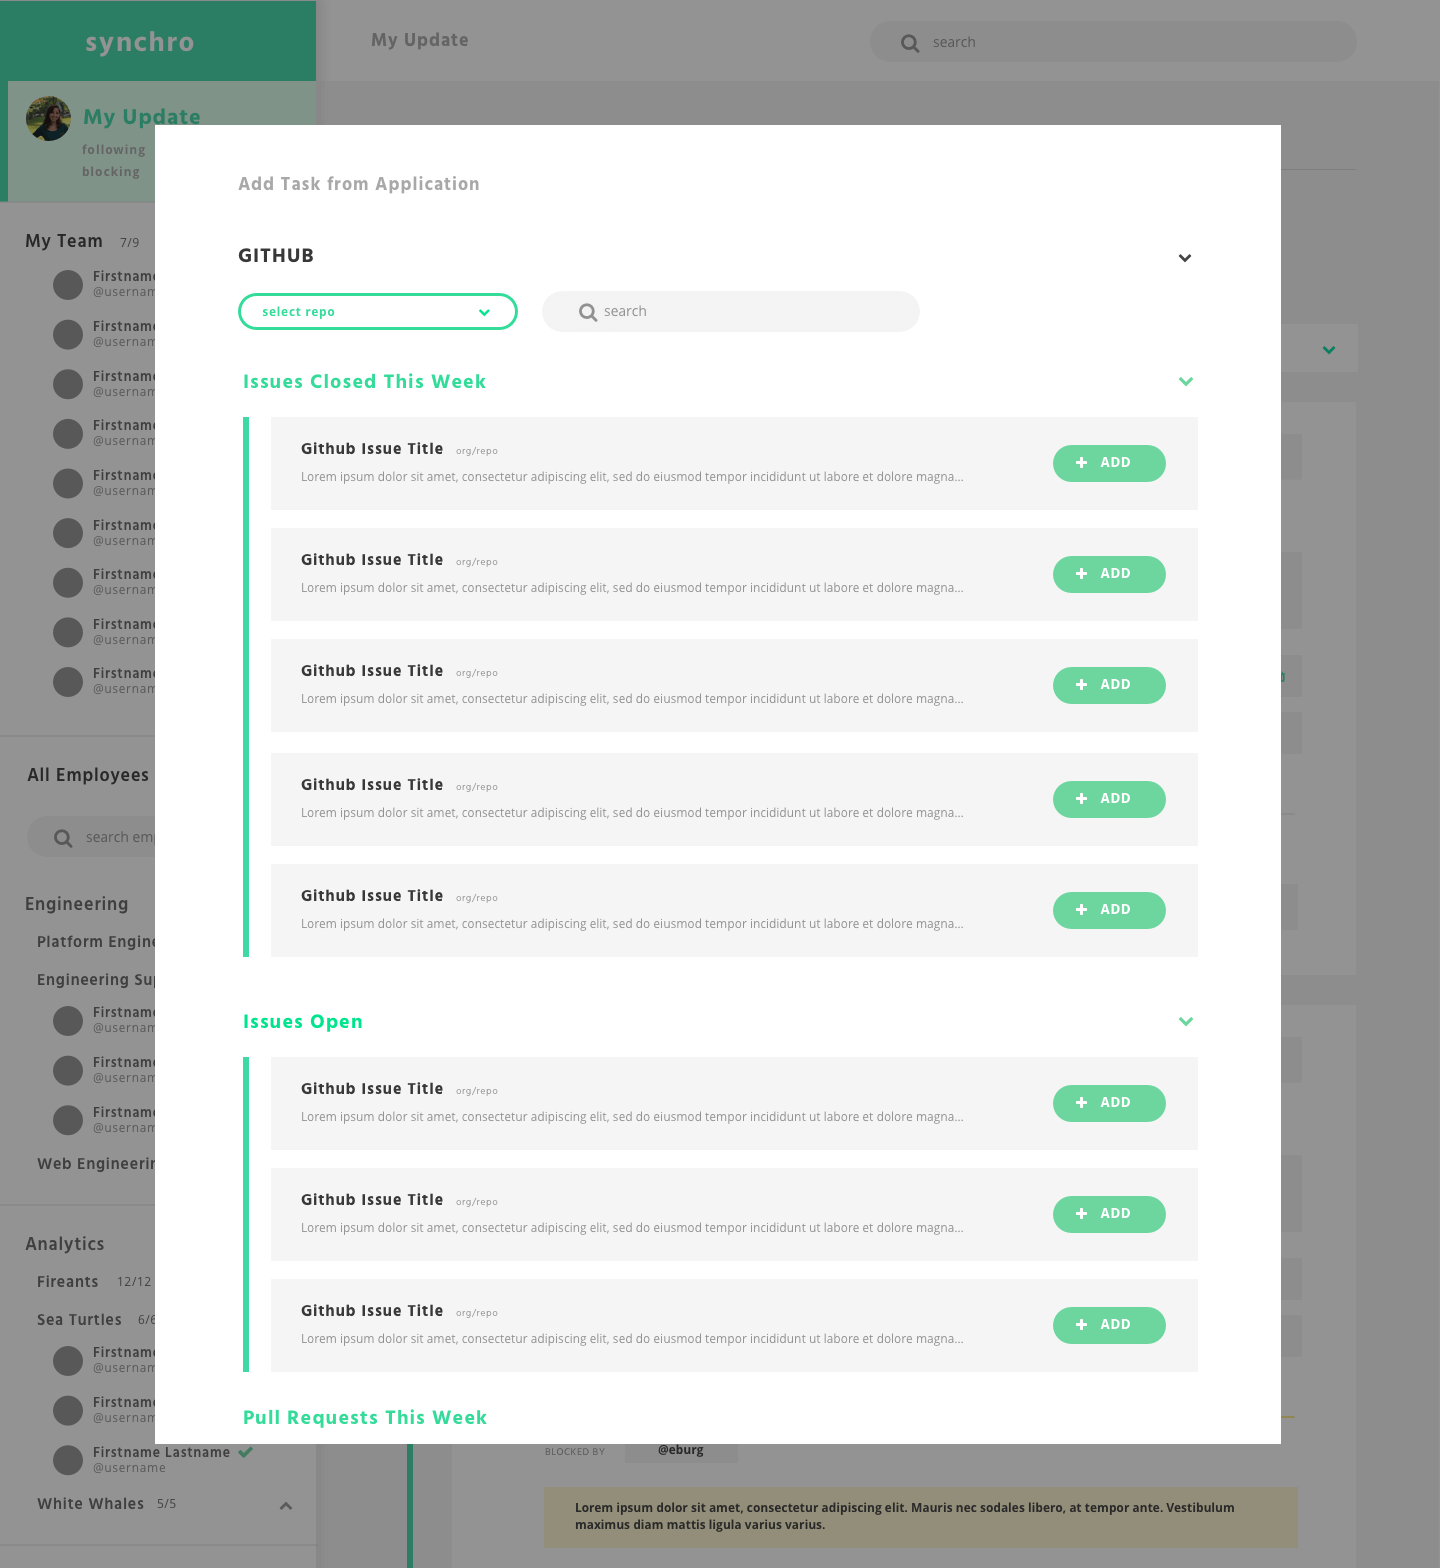 synchro
My Update
search
My Update
following
blocking
My Team 7/9
Firstname
@usernam
Firstname
@usernam
Firstname
@usernam
Firstname
@usernam
Firstname
@usernam
Firstname
@usernam
Firstname
@usernam
Firstname
@usernam
Firstname
@usernam
All Employees
search emp
Engineering
Platform Engine
Engineering Sup
Firstname
@usernam
Firstname
@usernam
Firstname
@usernam
Web Engineerin
Analytics
Fireants 12/12
Sea Turtles 6/6
Firstname
@usernam
Firstname
@usernam
Firstname Lastname
@username
White Whales 5/5
Add Task from Application
GITHUB
select repo
search
Issues Closed This Week
Github Issue Title org/repo
Lorem ipsum dolor sit amet, consectetur adipiscing elit, sed do eiusmod tempor incididunt ut labore et dolore magna...
ADD
Github Issue Title org/repo
Lorem ipsum dolor sit amet, consectetur adipiscing elit, sed do eiusmod tempor incididunt ut labore et dolore magna...
ADD
Github Issue Title org/repo
Lorem ipsum dolor sit amet, consectetur adipiscing elit, sed do eiusmod tempor incididunt ut labore et dolore magna...
ADD
Github Issue Title org/repo
Lorem ipsum dolor sit amet, consectetur adipiscing elit, sed do eiusmod tempor incididunt ut labore et dolore magna...
ADD
Github Issue Title org/repo
Lorem ipsum dolor sit amet, consectetur adipiscing elit, sed do eiusmod tempor incididunt ut labore et dolore magna...
ADD
Issues Open
Github Issue Title org/repo
Lorem ipsum dolor sit amet, consectetur adipiscing elit, sed do eiusmod tempor incididunt ut labore et dolore magna...
ADD
Github Issue Title org/repo
Lorem ipsum dolor sit amet, consectetur adipiscing elit, sed do eiusmod tempor incididunt ut labore et dolore magna...
ADD
Github Issue Title org/repo
Lorem ipsum dolor sit amet, consectetur adipiscing elit, sed do eiusmod tempor incididunt ut labore et dolore magna...
ADD
Pull Requests This Week
BLOCKED BY @eburg
Lorem ipsum dolor sit amet, consectetur adipiscing elit. Mauris nec sodales libero, at tempor ante. Vestibulum
maximus diam mattis ligula varius varius.